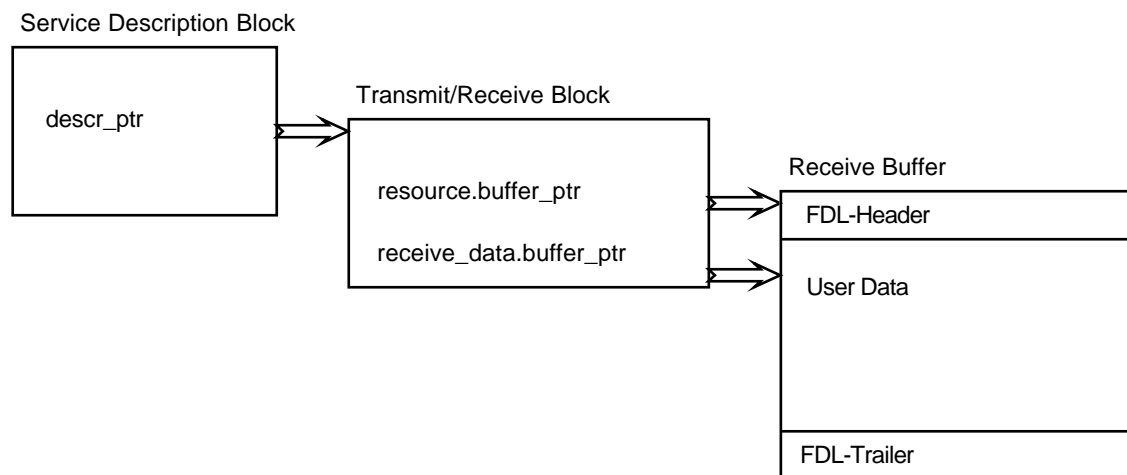 Service Description Block
descr_ptr
Transmit/Receive Block
resource.buffer_ptr
receive_data.buffer_ptr
Receive Buffer
FDL-Header
User Data
FDL-Trailer